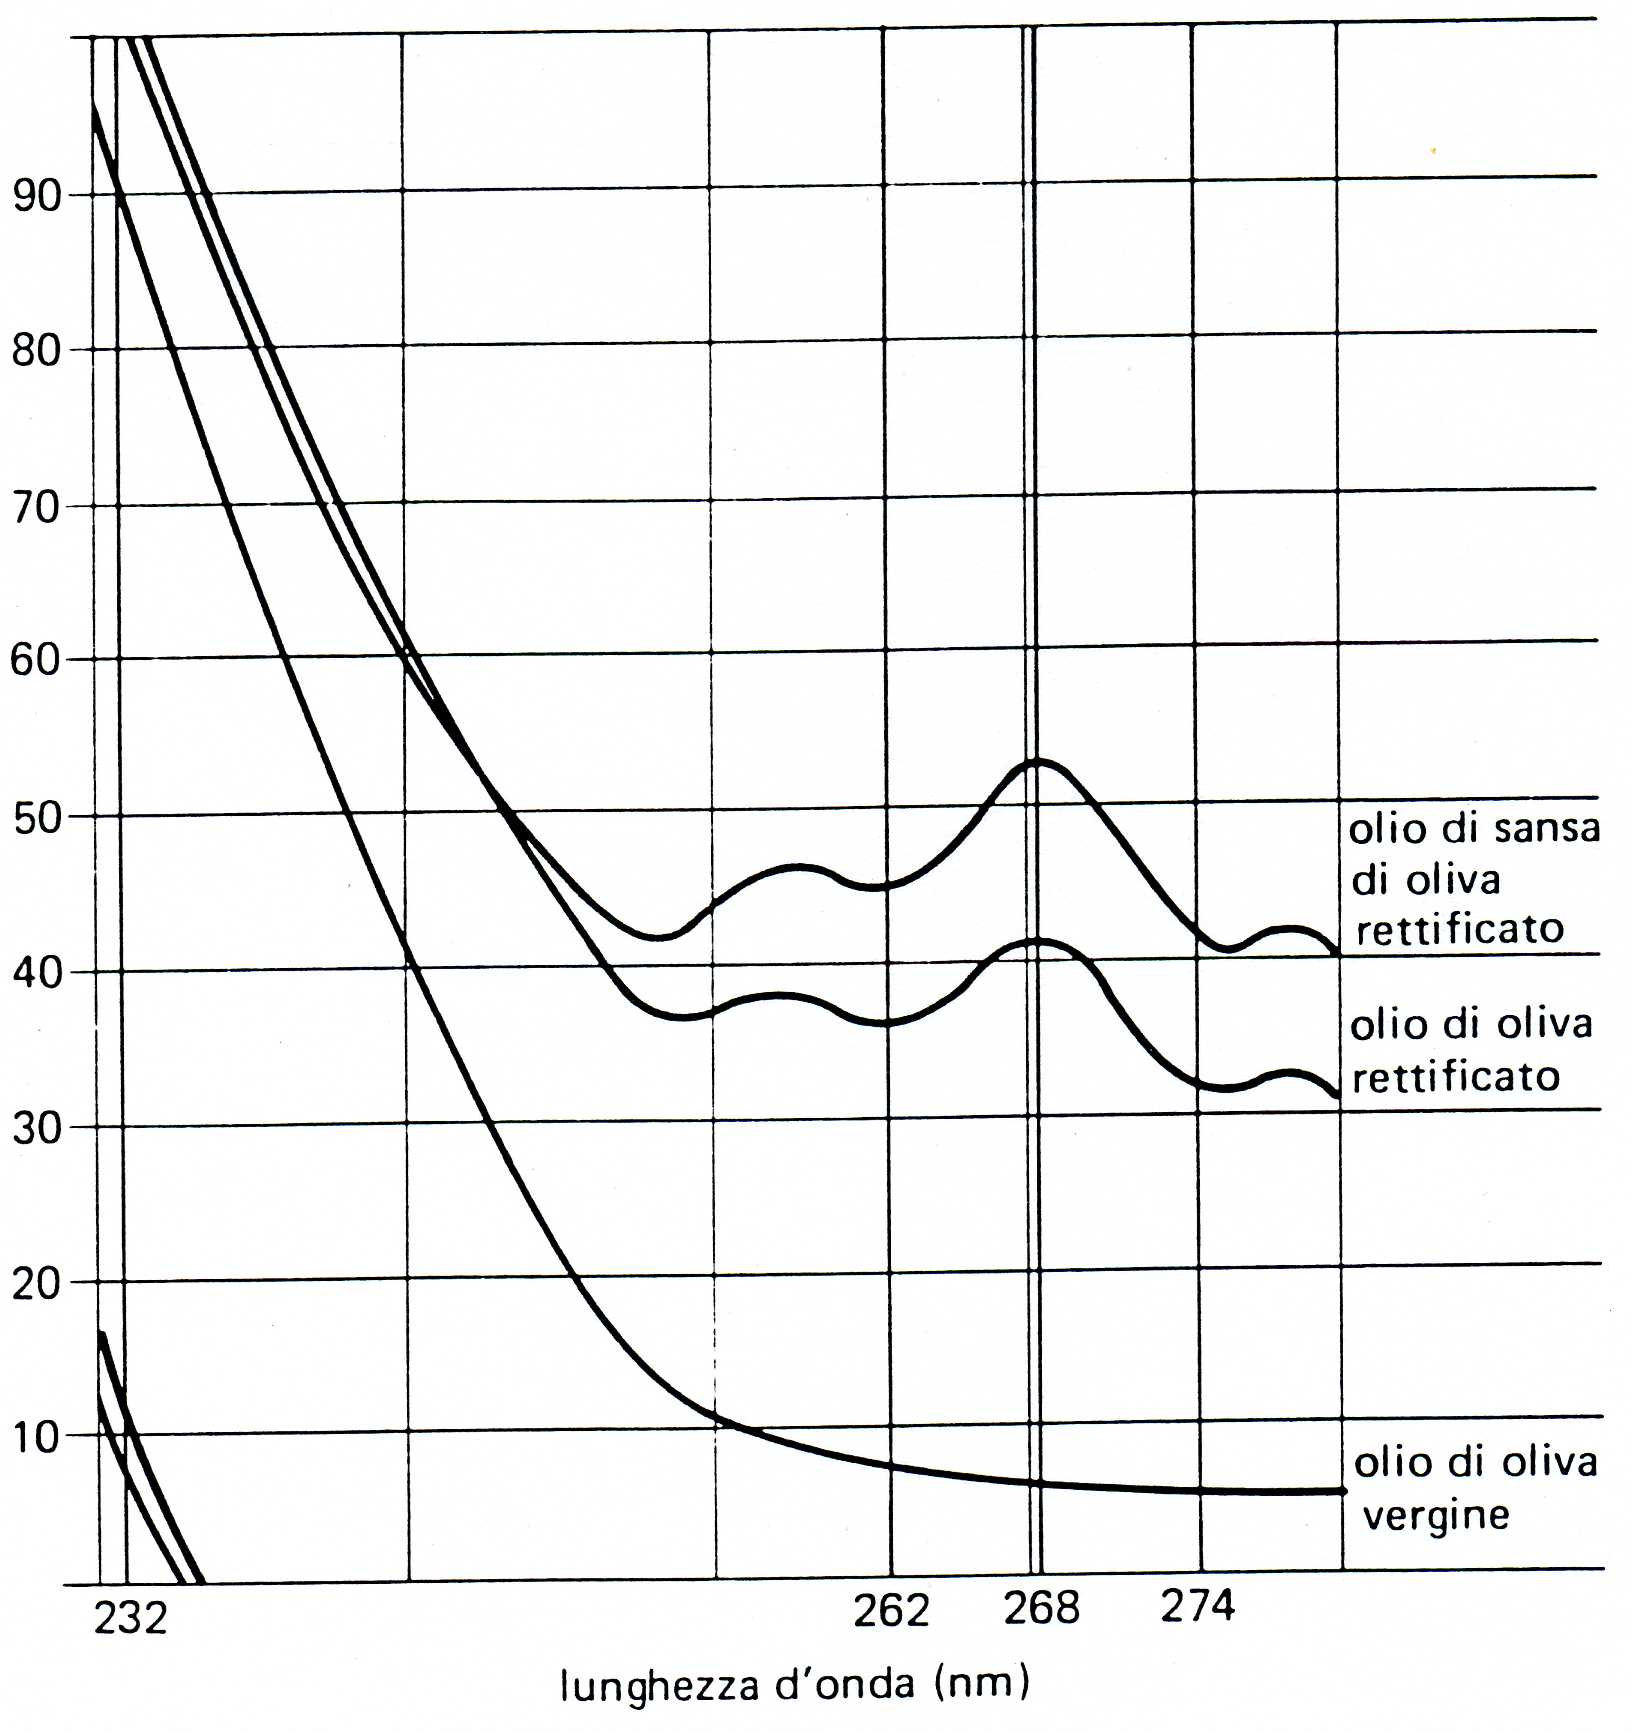 90
80
70
60
50
olio di sansa
di oliva
rettificato
40
olio di oliva
rettificato
30
20
10
olio di oliva
vergine
232
262
268
274
lunghezza d'onda (nm)